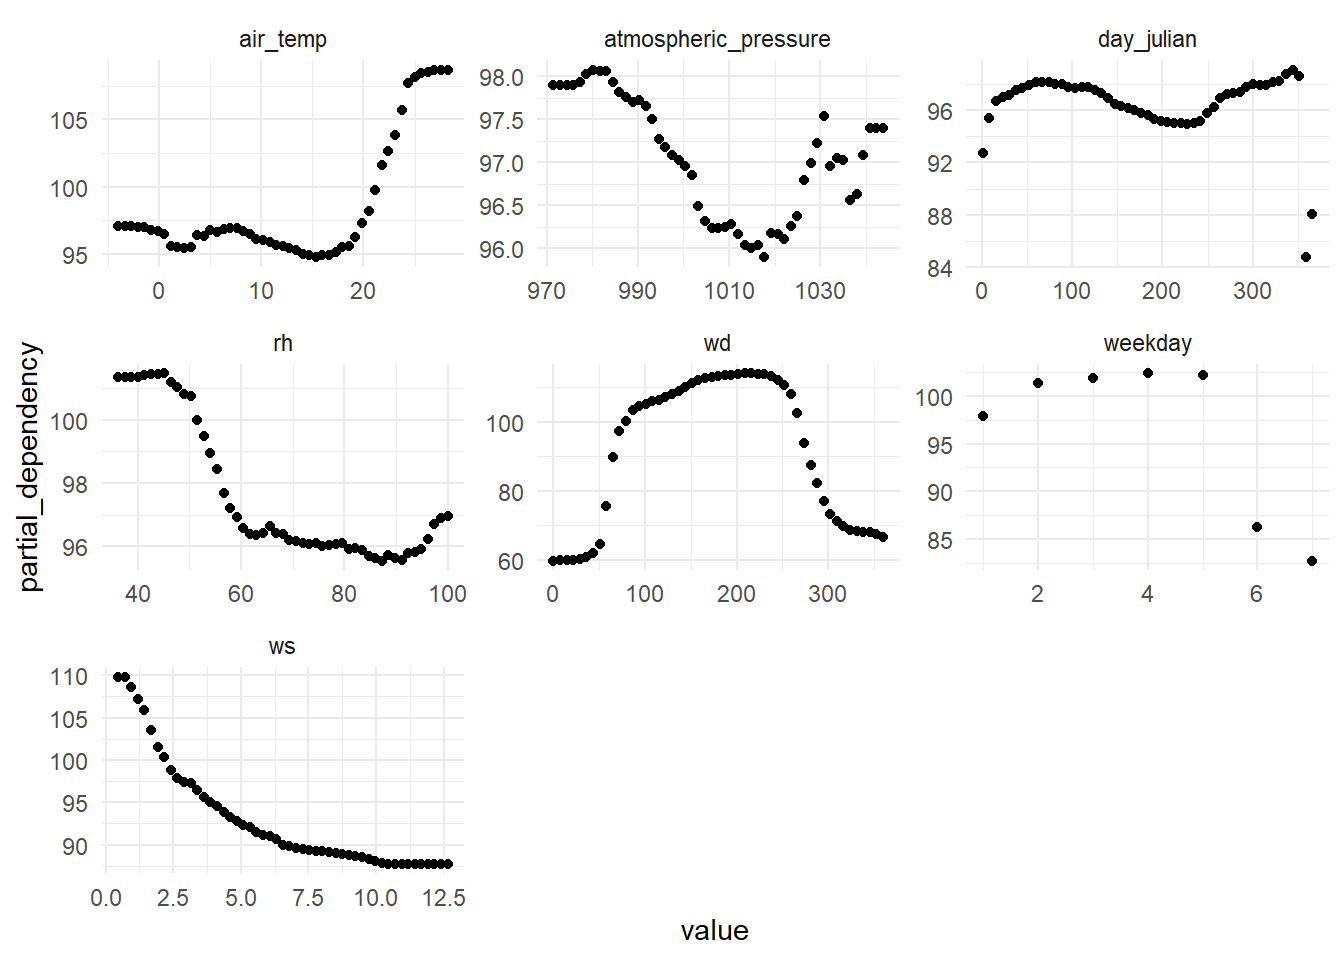 air_temp
atmospheric_pressure
day_julian
105
100
95
0 10 20
98.0
97.5
97.0
96.5
96.0
970 990 1010 1030
96
92
88
84
0 100 200 300
partial_dependency
rh
wd
weekday
100
98
96
40 60 80 100
100
80
60
0 100 200 300
100
95
90
85
2 4 6
ws
110
105
100
95
90
0.0 2.5 5.0 7.5 10.0 12.5
value